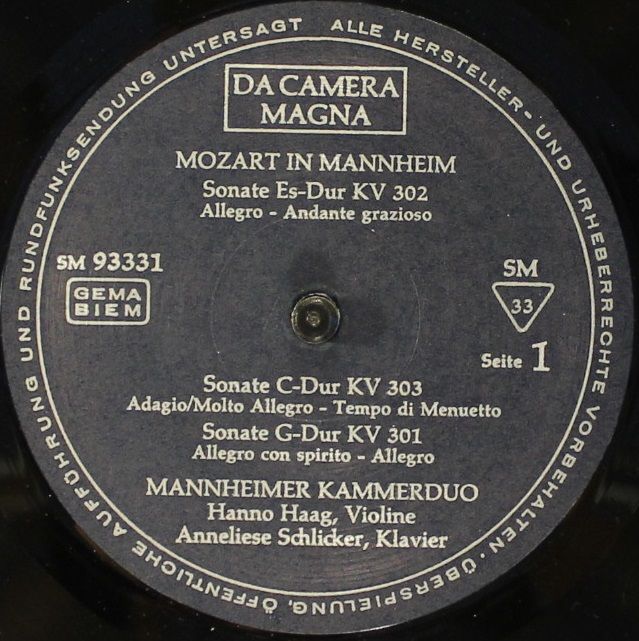 ALLE HERSTELLER- UND URHEBERRECHTE VORBEHALTEN · ÜBERSPIELUNG, ÖFFENTLICHE AUFFÜHRUNG UND RUNDFUNKSENDUNG UNTERSAGT
DA CAMERA
MAGNA
MOZART IN MANNHEIM
Sonate Es-Dur KV 302
Allegro - Andante grazioso
SM 93331
GEMA
BIEM
SM
33
Seite 1
Sonate C-Dur KV 303
Adagio/Molto Allegro - Tempo di Menuetto
Sonate G-Dur KV 301
Allegro con spirito - Allegro
MANNHEIMER KAMMERDUO
Hanno Haag, Violine
Anneliese Schlicker, Klavier